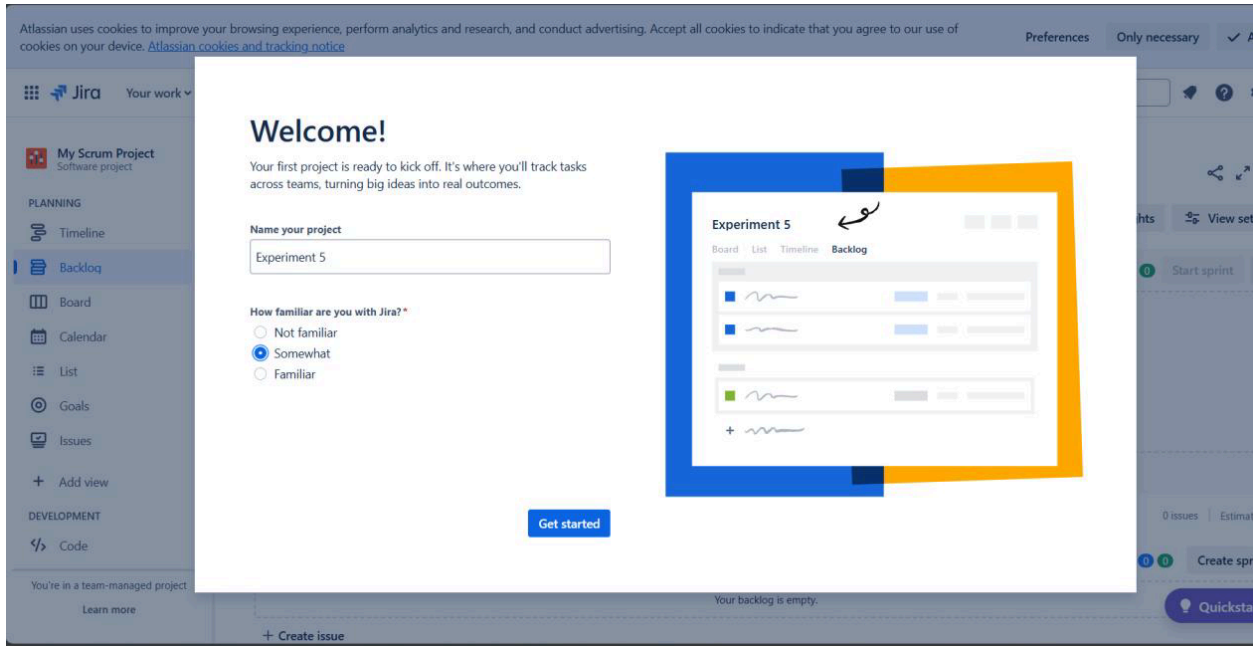 Atlassian uses cookies to improve your browsing experience, perform analytics and research, and conduct advertising. Accept all cookies to indicate that you agree to our use of
cookies on your device. Atlassian cookies and tracking notice
Preferences
Only necessary
Jira
Your work
My Scrum Project
Software project
PLANNING
Timeline
Backlog
Board
Calendar
List
Goals
Issues
Add view
DEVELOPMENT
Code
You're in a team-managed project
Learn more
Welcome!
Your first project is ready to kick off. It's where you'll track tasks
across teams, turning big ideas into real outcomes.
Name your project
Experiment 5
How familiar are you with Jira?*
Not familiar
Somewhat
Familiar
Get started
Experiment 5
Board List Timeline Backlog
View set
0 Start sprint
0 issues Estimat
0 0 Create spr
Your backlog is empty.
Quicksta
+ Create issue